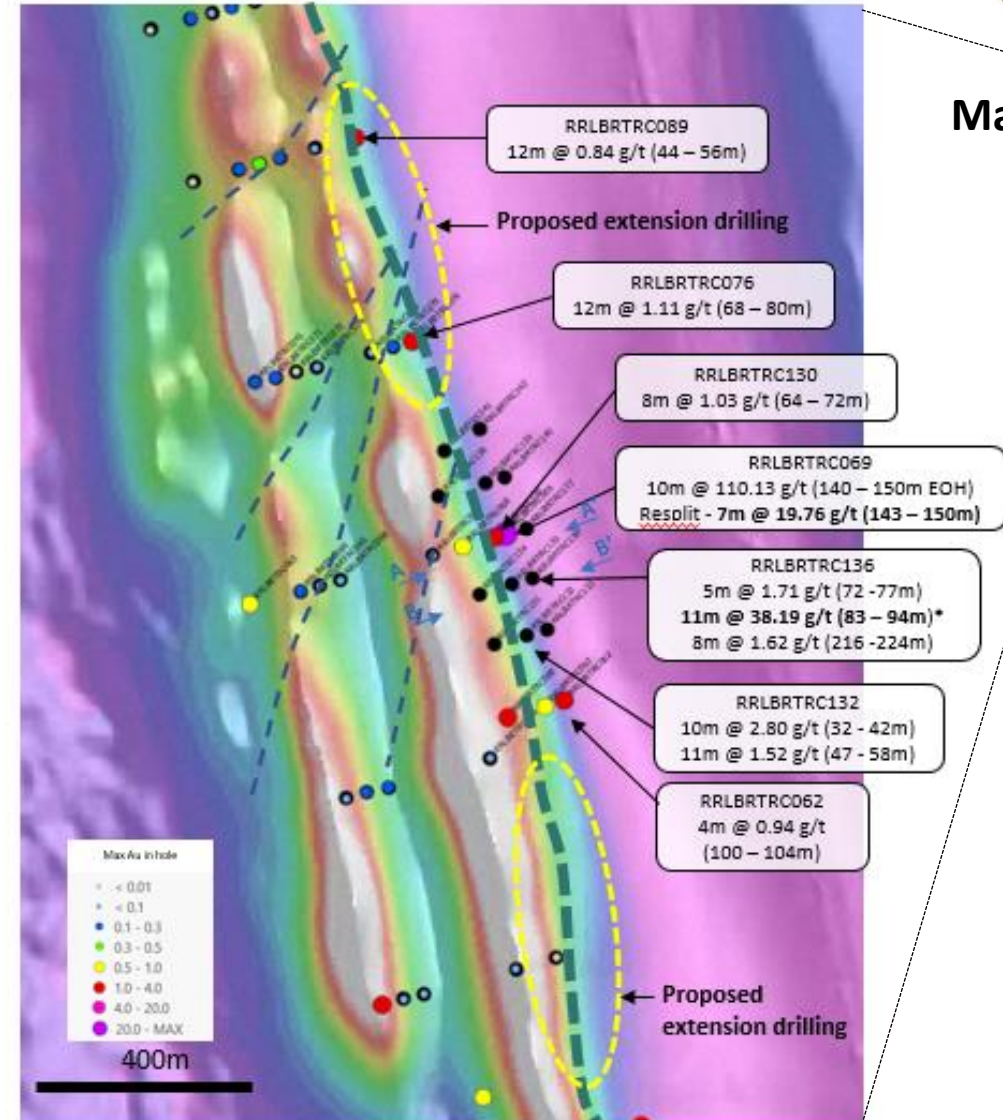 Ma
RRLBRTRC089
12m @ 0.84 g/t (44 – 56m)
Proposed extension drilling
RRLBRTRC076
12m @ 1.11 g/t (68 – 80m)
RRLBRTRC130
8m @ 1.03 g/t (64 – 72m)
RRLBRTRC069
10m @ 110.13 g/t (140 – 150m EOH)
Resplit - 7m @ 19.76 g/t (143 – 150m)
A'
B'
RRLBRTRC136
5m @ 1.71 g/t (72 -77m)
11m @ 38.19 g/t (83 – 94m)*
8m @ 1.62 g/t (216 -224m)
RRLBRTRC132
10m @ 2.80 g/t (32 - 42m)
11m @ 1.52 g/t (47 - 58m)
RRLBRTRC062
4m @ 0.94 g/t
(100 – 104m)
Max Au in hole
< 0.01
< 0.1
0.1 - 0.3
0.3 - 0.5
0.5 - 1.0
1.0 - 4.0
4.0 - 20.0
20.0 - MAX
400m
Proposed
extension drilling